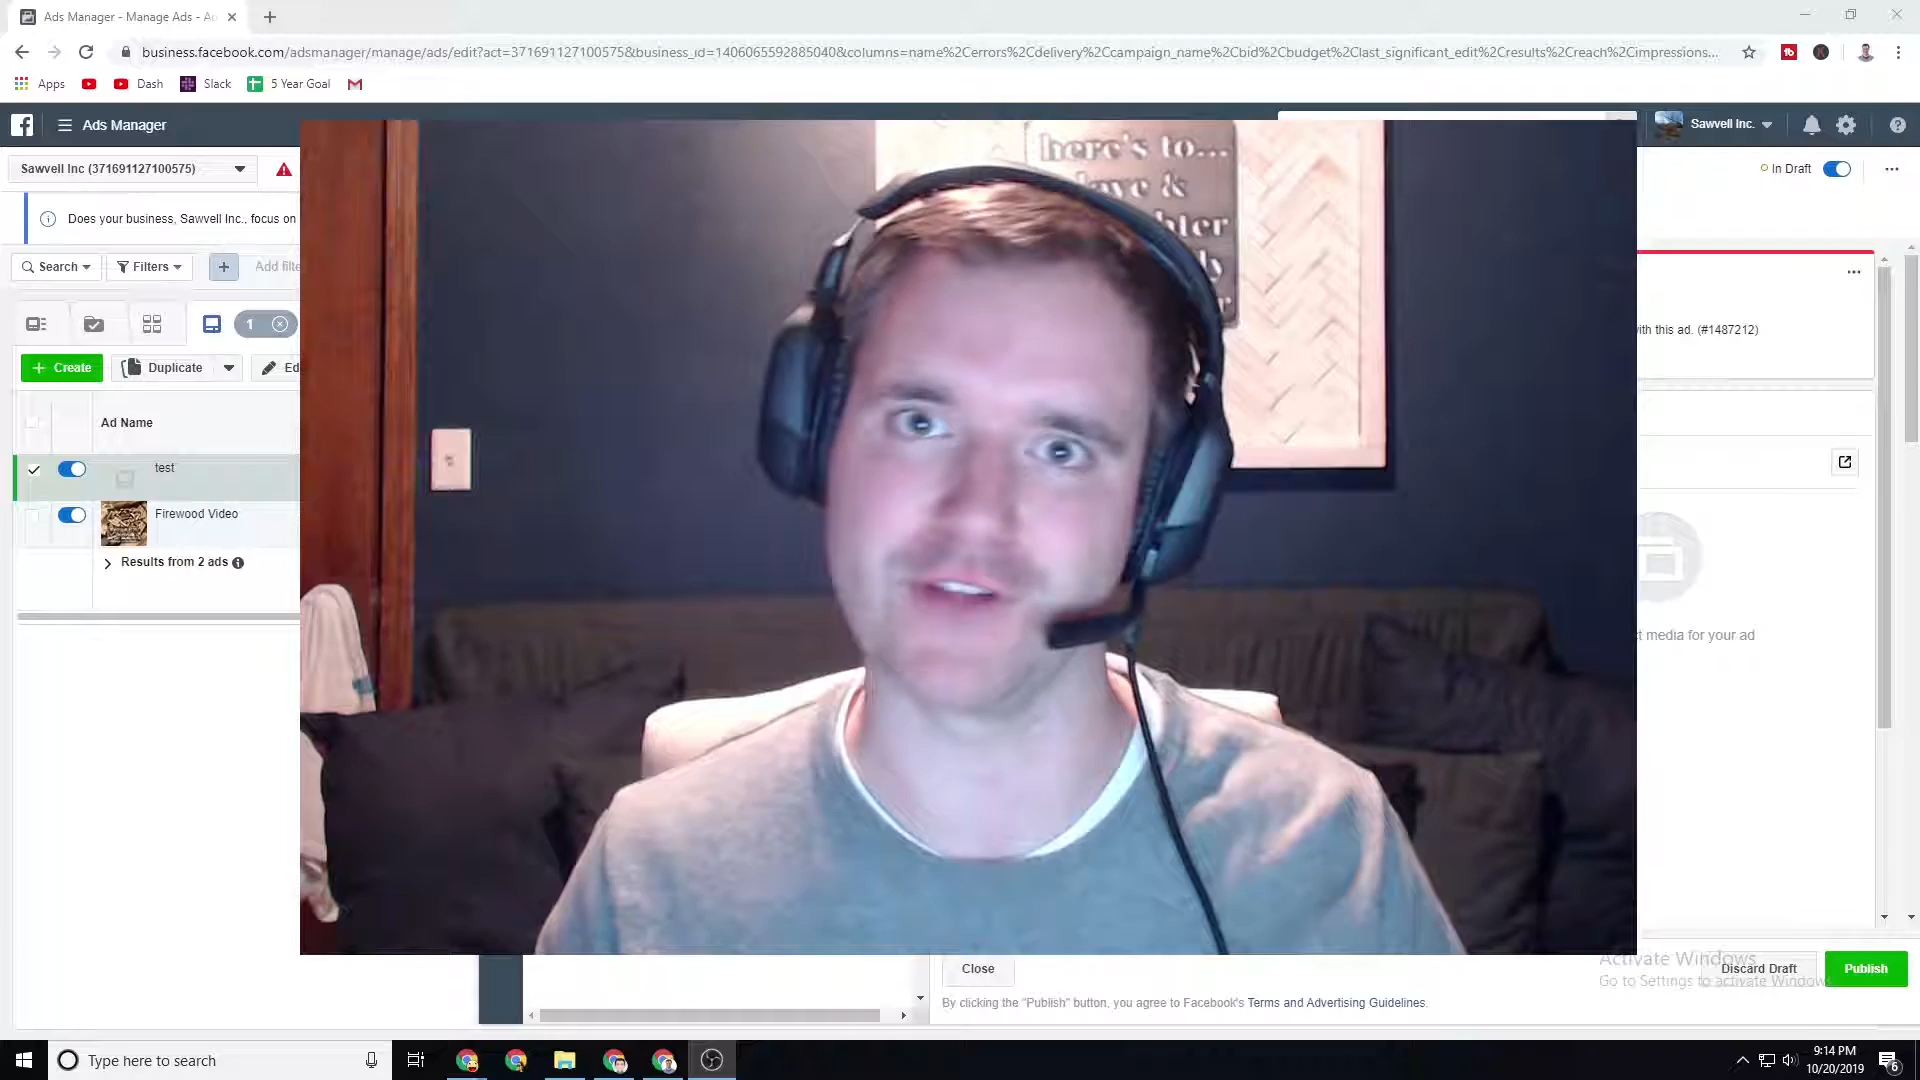 Ads Manager - Manage Ads - Ad
business.facebook.com/adsmanager/manage/ads/edit?act=371691127100575&business_id=1406065592885040&columns=name%2Cerrors%2Cdelivery%2Ccampaign_name%2Cbid%2Cbudget%2Clast_significant_edit%2Cresults%2Creach%2Cimpressions...
Apps
Dash
Slack
5 Year Goal
Ads Manager
Sawvell Inc.
Sawvell Inc (371691127100575)
In Draft
Does your business, Sawvell Inc., focus on
Search
Filters
Add filte
1
Create
Duplicate
Ed
Ad Name
test
Firewood Video
Results from 2 ads
here's to...
ith this ad. (#1487212)
t media for your ad
Close
Discard Draft
Publish
Activate Windows
Go to Settings to activate Windows
By clicking the "Publish" button, you agree to Facebook's Terms and Advertising Guidelines.
Type here to search
9:14 PM
10/20/2019
6